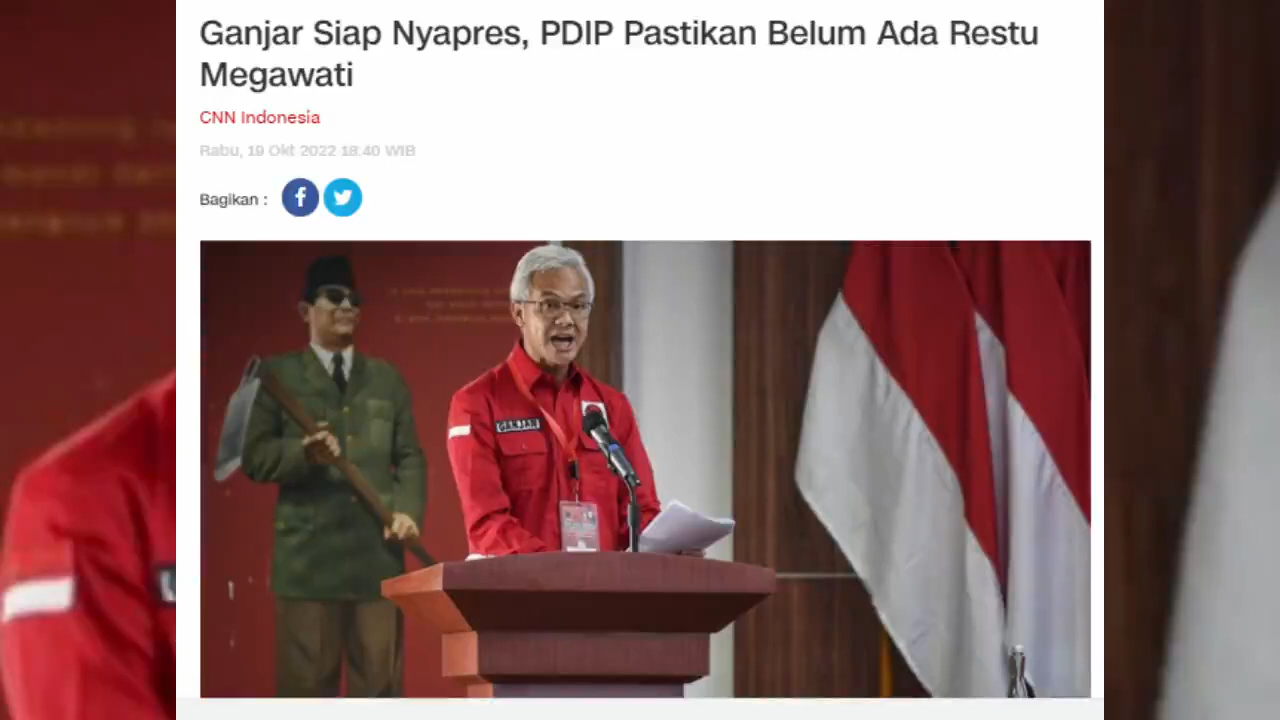 Ganjar Siap Nyapres, PDIP Pastikan Belum Ada Restu
Megawati
CNN Indonesia
Rabu, 19 Okt 2022 18:40 WIB
Bagikan :
GANJAR